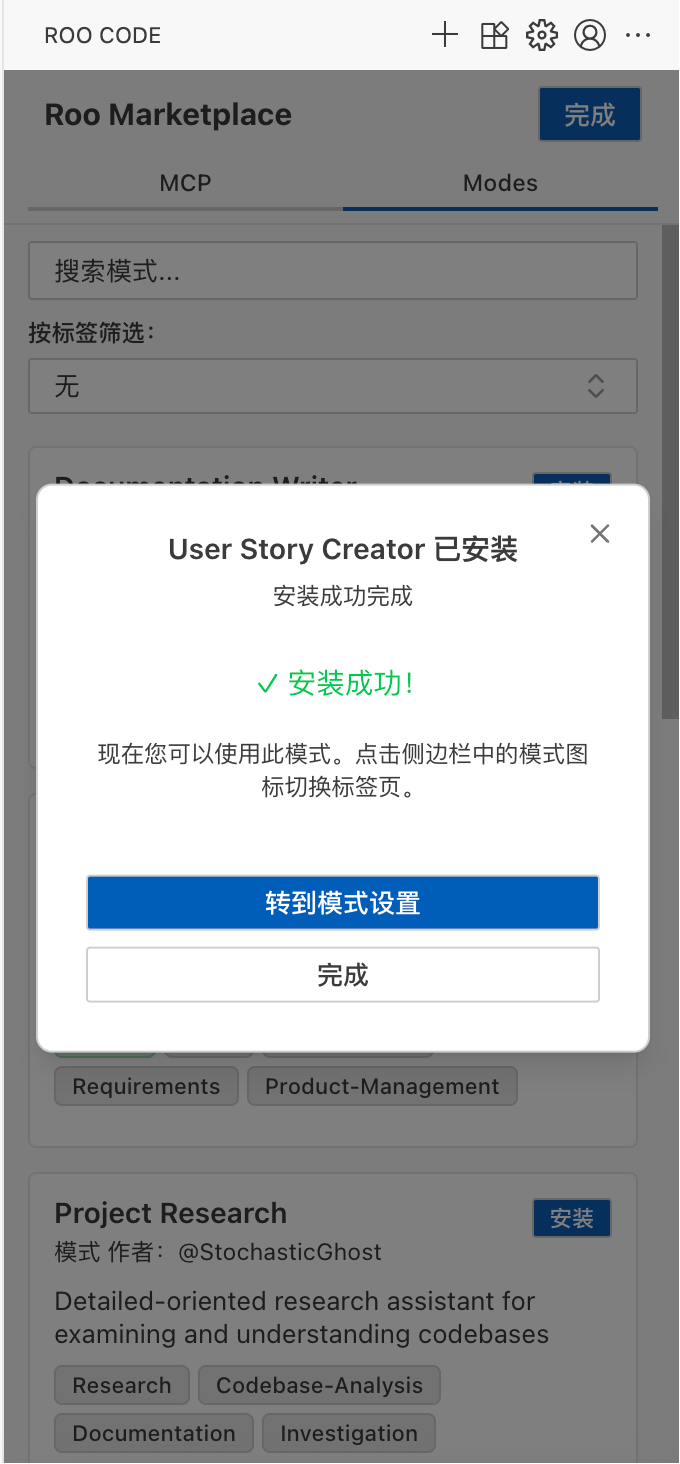 ROO CODE
Roo Marketplace
完成
MCP
Modes
搜索模式...
按标签筛选：
无
Documentation Writer
安装
User Story Creator 已安装
安装成功完成
安装成功！
现在您可以使用此模式。点击侧边栏中的模式图
标切换标签页。
转到模式设置
完成
Requirements
Product-Management
Project Research
安装
模式 作者：@StochasticGhost
Detailed-oriented research assistant for
examining and understanding codebases
Research
Codebase-Analysis
Documentation
Investigation